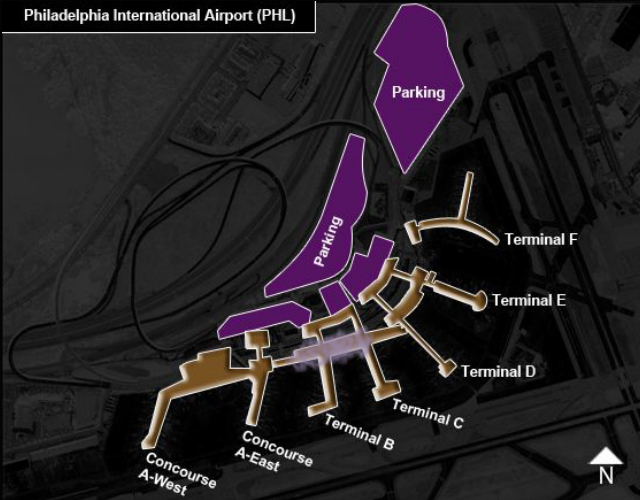 Philadelphia International Airport (PHL)
Parking
Parking
Terminal F
Terminal E
Terminal D
Terminal C
Terminal B
Concourse
A-East
Concourse
A-West
N